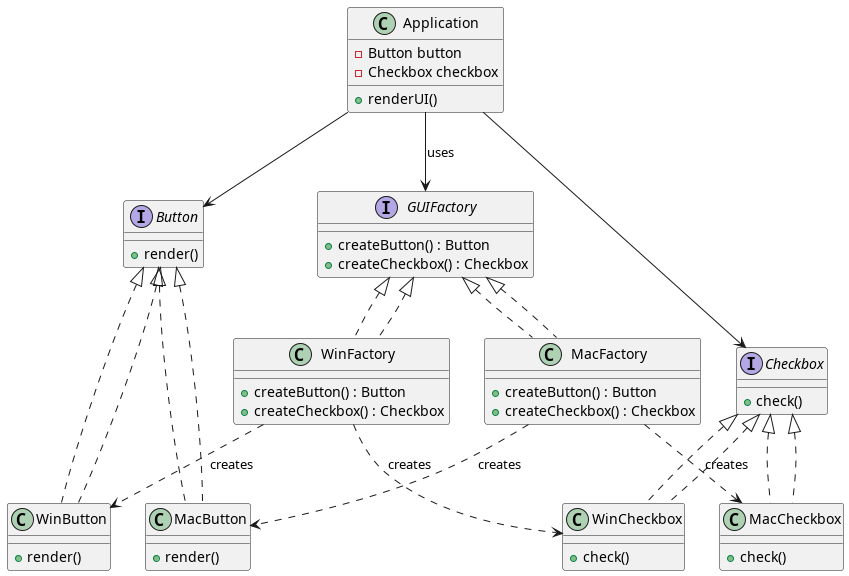 C Application
Button button
Checkbox checkbox
renderUI()
uses
I Button
render()
I GUIFactory
createButton() : Button
createCheckbox() : Checkbox
C WinFactory
createButton() : Button
createCheckbox() : Checkbox
C MacFactory
createButton() : Button
createCheckbox() : Checkbox
I Checkbox
check()
creates
creates
creates
creates
C WinButton
render()
C MacButton
render()
C WinCheckbox
check()
C MacCheckbox
check()